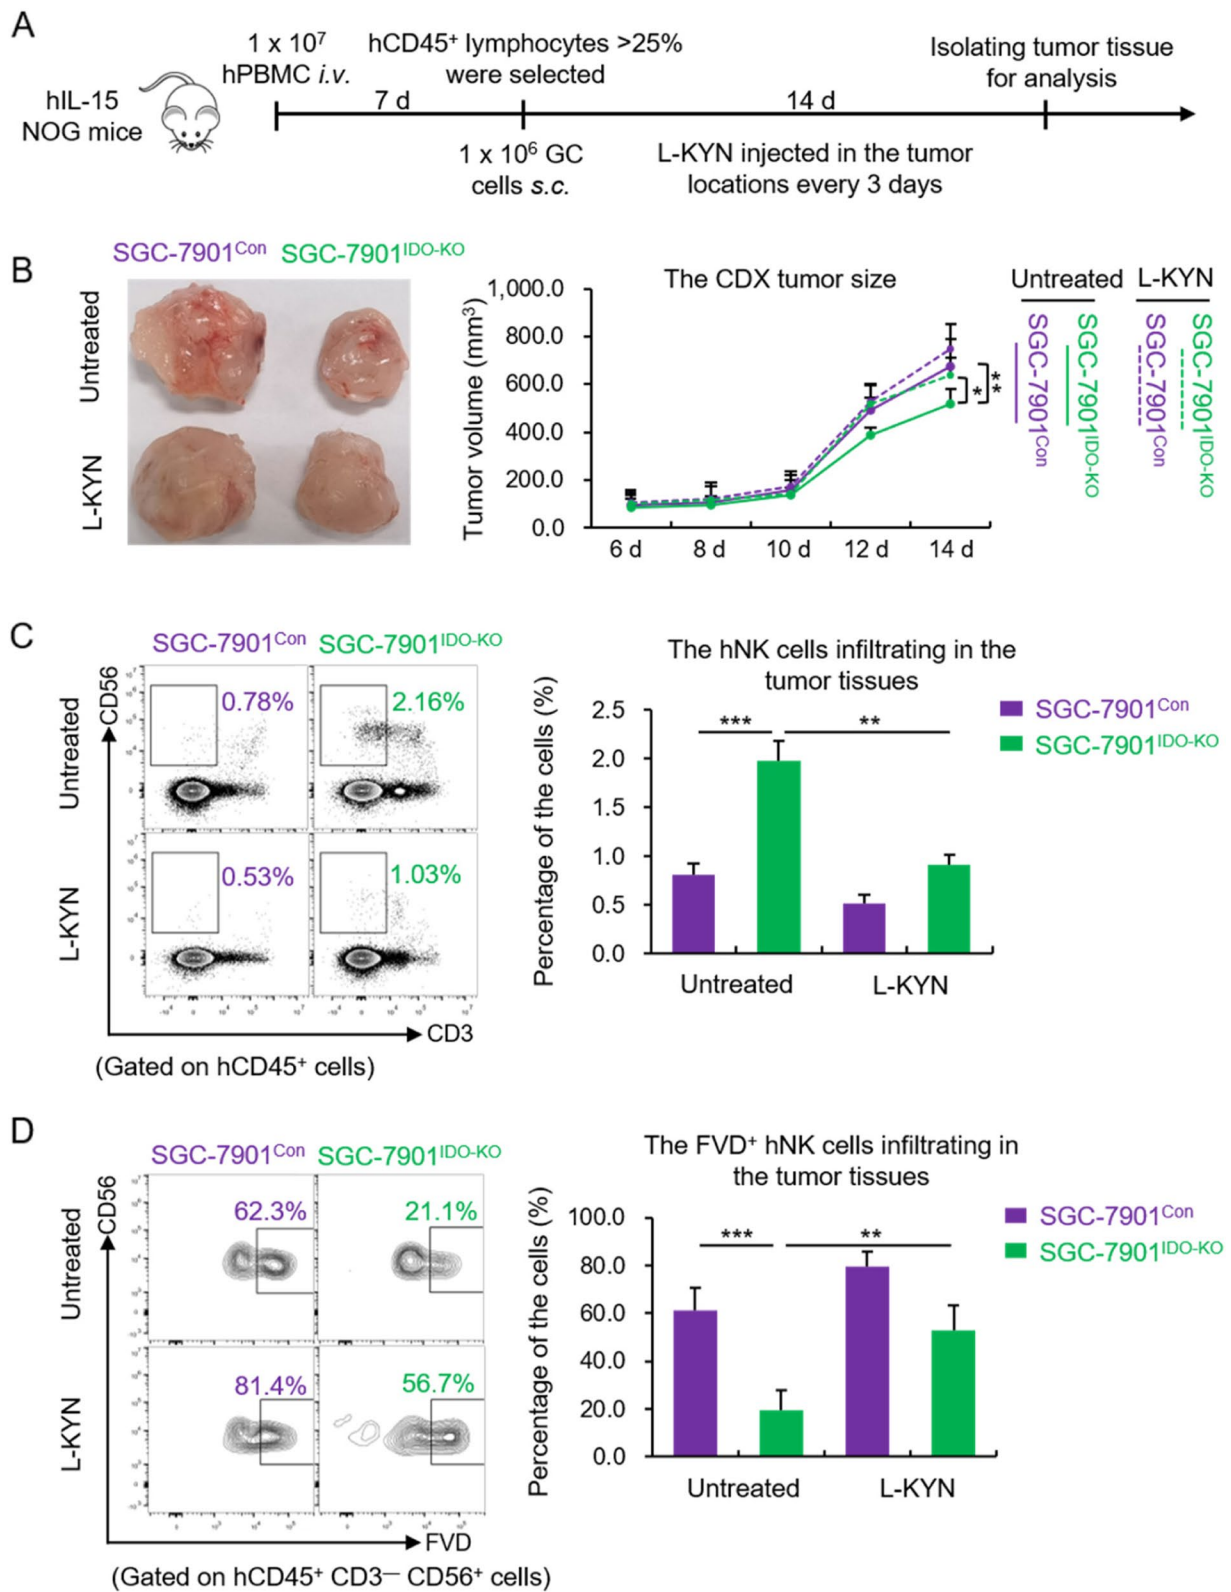 A
hIL-15
NOG mice
1 x 10⁷
hPBMC i.v.
hCD45⁺ lymphocytes >25%
were selected
Isolating tumor tissue
for analysis
7 d
14 d
1 x 10⁶ GC
cells s.c.
L-KYN injected in the tumor
locations every 3 days
B
SGC-7901Con SGC-7901IDO-KO
Untreated
L-KYN
The CDX tumor size
Tumor volume (mm³)
1,000.0
800.0
600.0
400.0
200.0
0.0
6 d 8 d 10 d 12 d 14 d
*
**
Untreated L-KYN
SGC-7901Con
SGC-7901IDO-KO
SGC-7901Con
SGC-7901IDO-KO
C
SGC-7901Con SGC-7901IDO-KO
CD56
Untreated
0.78% 2.16%
L-KYN
0.53% 1.03%
CD3
(Gated on hCD45⁺ cells)
The hNK cells infiltrating in the
tumor tissues
Percentage of the cells (%)
2.5
2.0
1.5
1.0
0.5
0.0
*** **
Untreated L-KYN
SGC-7901Con
SGC-7901IDO-KO
D
SGC-7901Con SGC-7901IDO-KO
CD56
Untreated
62.3% 21.1%
L-KYN
81.4% 56.7%
FVD
(Gated on hCD45⁺ CD3— CD56⁺ cells)
The FVD⁺ hNK cells infiltrating in
the tumor tissues
Percentage of the cells (%)
100.0
80.0
60.0
40.0
20.0
0.0
*** **
Untreated L-KYN
SGC-7901Con
SGC-7901IDO-KO